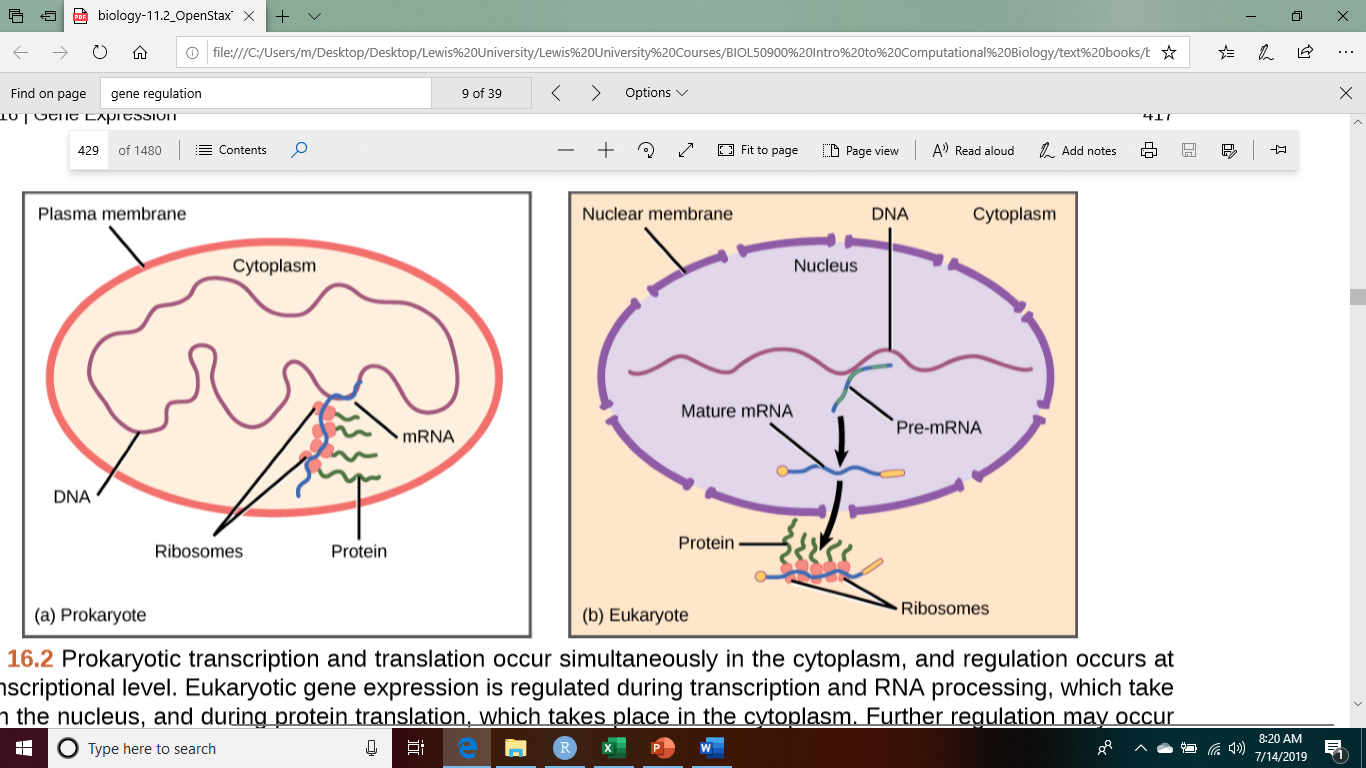 biology-11.2_OpenStax
file:///C:/Users/m/Desktop/Desktop/Lewis%20University/Lewis%20University%20Courses/BIOL50900%20Intro%20to%20Computational%20Biology/text%20books/b
Find on page gene regulation 9 of 39 Options
16 | Gene Expression 417
429 of 1480 Contents Fit to page Page view Read aloud Add notes
Plasma membrane
Cytoplasm
mRNA
DNA
Ribosomes Protein
(a) Prokaryote
Nuclear membrane DNA Cytoplasm
Nucleus
Mature mRNA
Pre-mRNA
Protein
Ribosomes
(b) Eukaryote
16.2 Prokaryotic transcription and translation occur simultaneously in the cytoplasm, and regulation occurs at
nscriptional level. Eukaryotic gene expression is regulated during transcription and RNA processing, which take
n the nucleus, and during protein translation, which takes place in the cytoplasm. Further regulation may occur
Type here to search
8:20 AM
7/14/2019
1